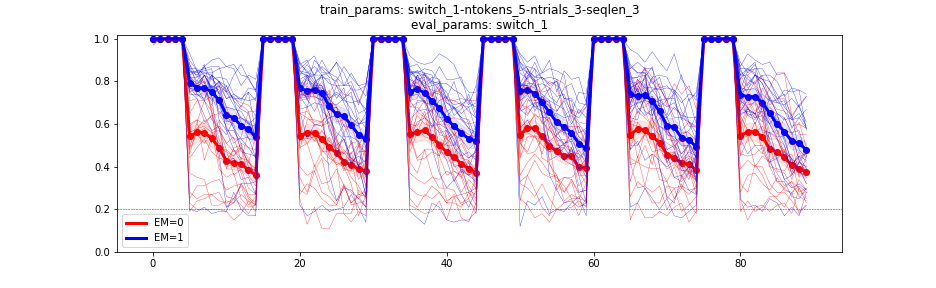 train_params: switch_1-ntokens_5-ntrials_3-seqlen_3
eval_params: switch_1
1.0
0.8
0.6
0.4
0.2
0.0
EM=0
EM=1
0
20
40
60
80